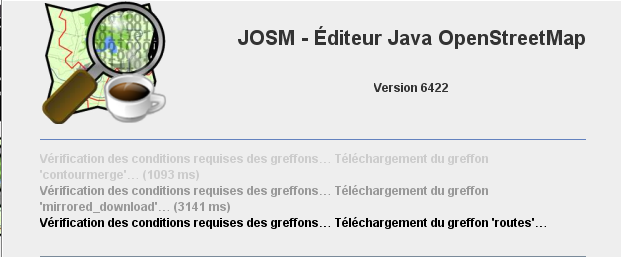 JOSM - Éditeur Java OpenStreetMap
Version 6422
Vérification des conditions requises des greffons... Téléchargement du greffon
'contourmerge'... (1093 ms)
Vérification des conditions requises des greffons... Téléchargement du greffon
'mirrored_download'... (3141 ms)
Vérification des conditions requises des greffons... Téléchargement du greffon 'routes'...